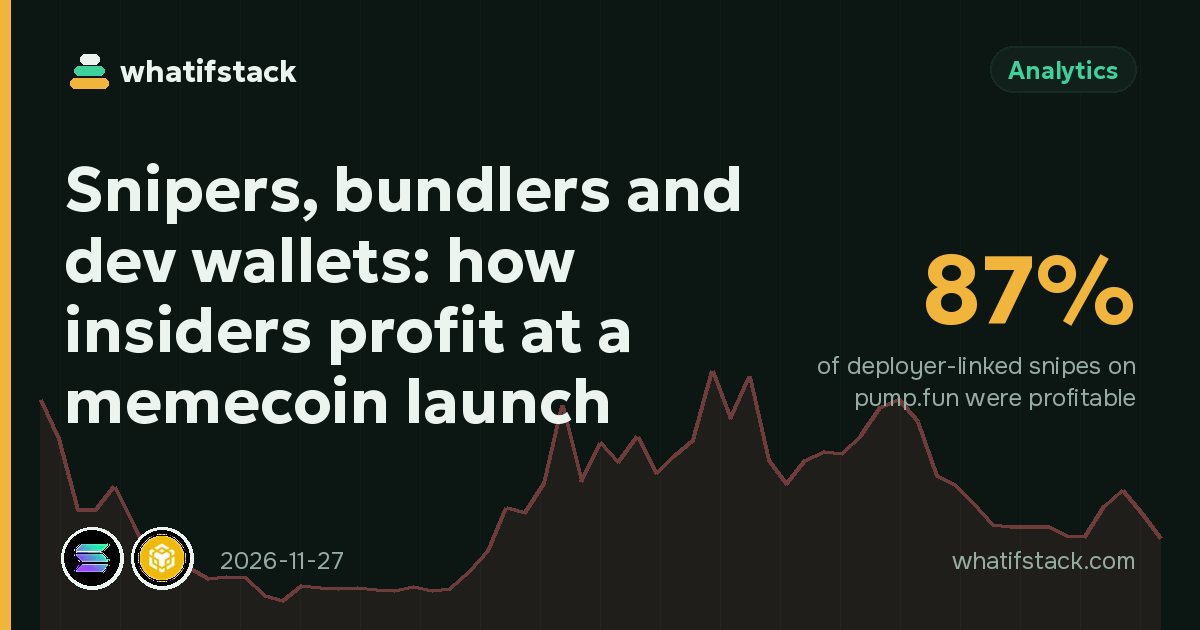 whatifstack
Analytics
Snipers, bundlers and
dev wallets: how
insiders profit at a
memecoin launch
87%
of deployer-linked snipes on
pump.fun were profitable
2026-11-27
whatifstack.com